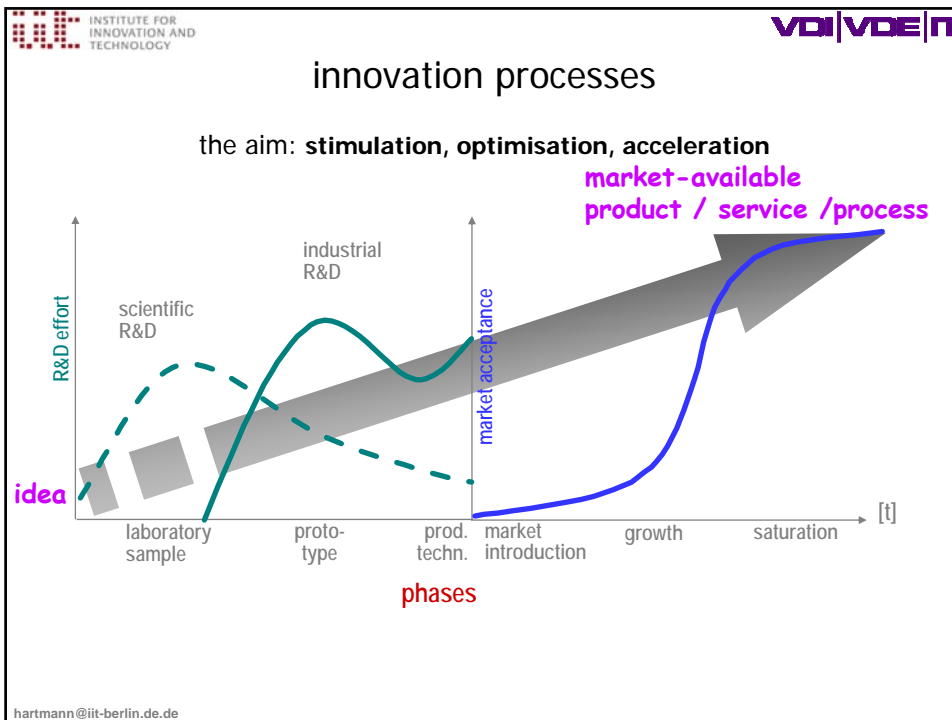 INSTITUTE FOR
INNOVATION AND
TECHNOLOGY
VDI|VDE|IT
innovation processes
the aim: stimulation, optimisation, acceleration
market-available
product / service /process
industrial
R&D
scientific
R&D
R&D effort
market acceptance
idea
[t]
laboratory
sample
proto-
type
prod.
techn.
market
introduction
growth
saturation
phases
hartmann@iit-berlin.de.de